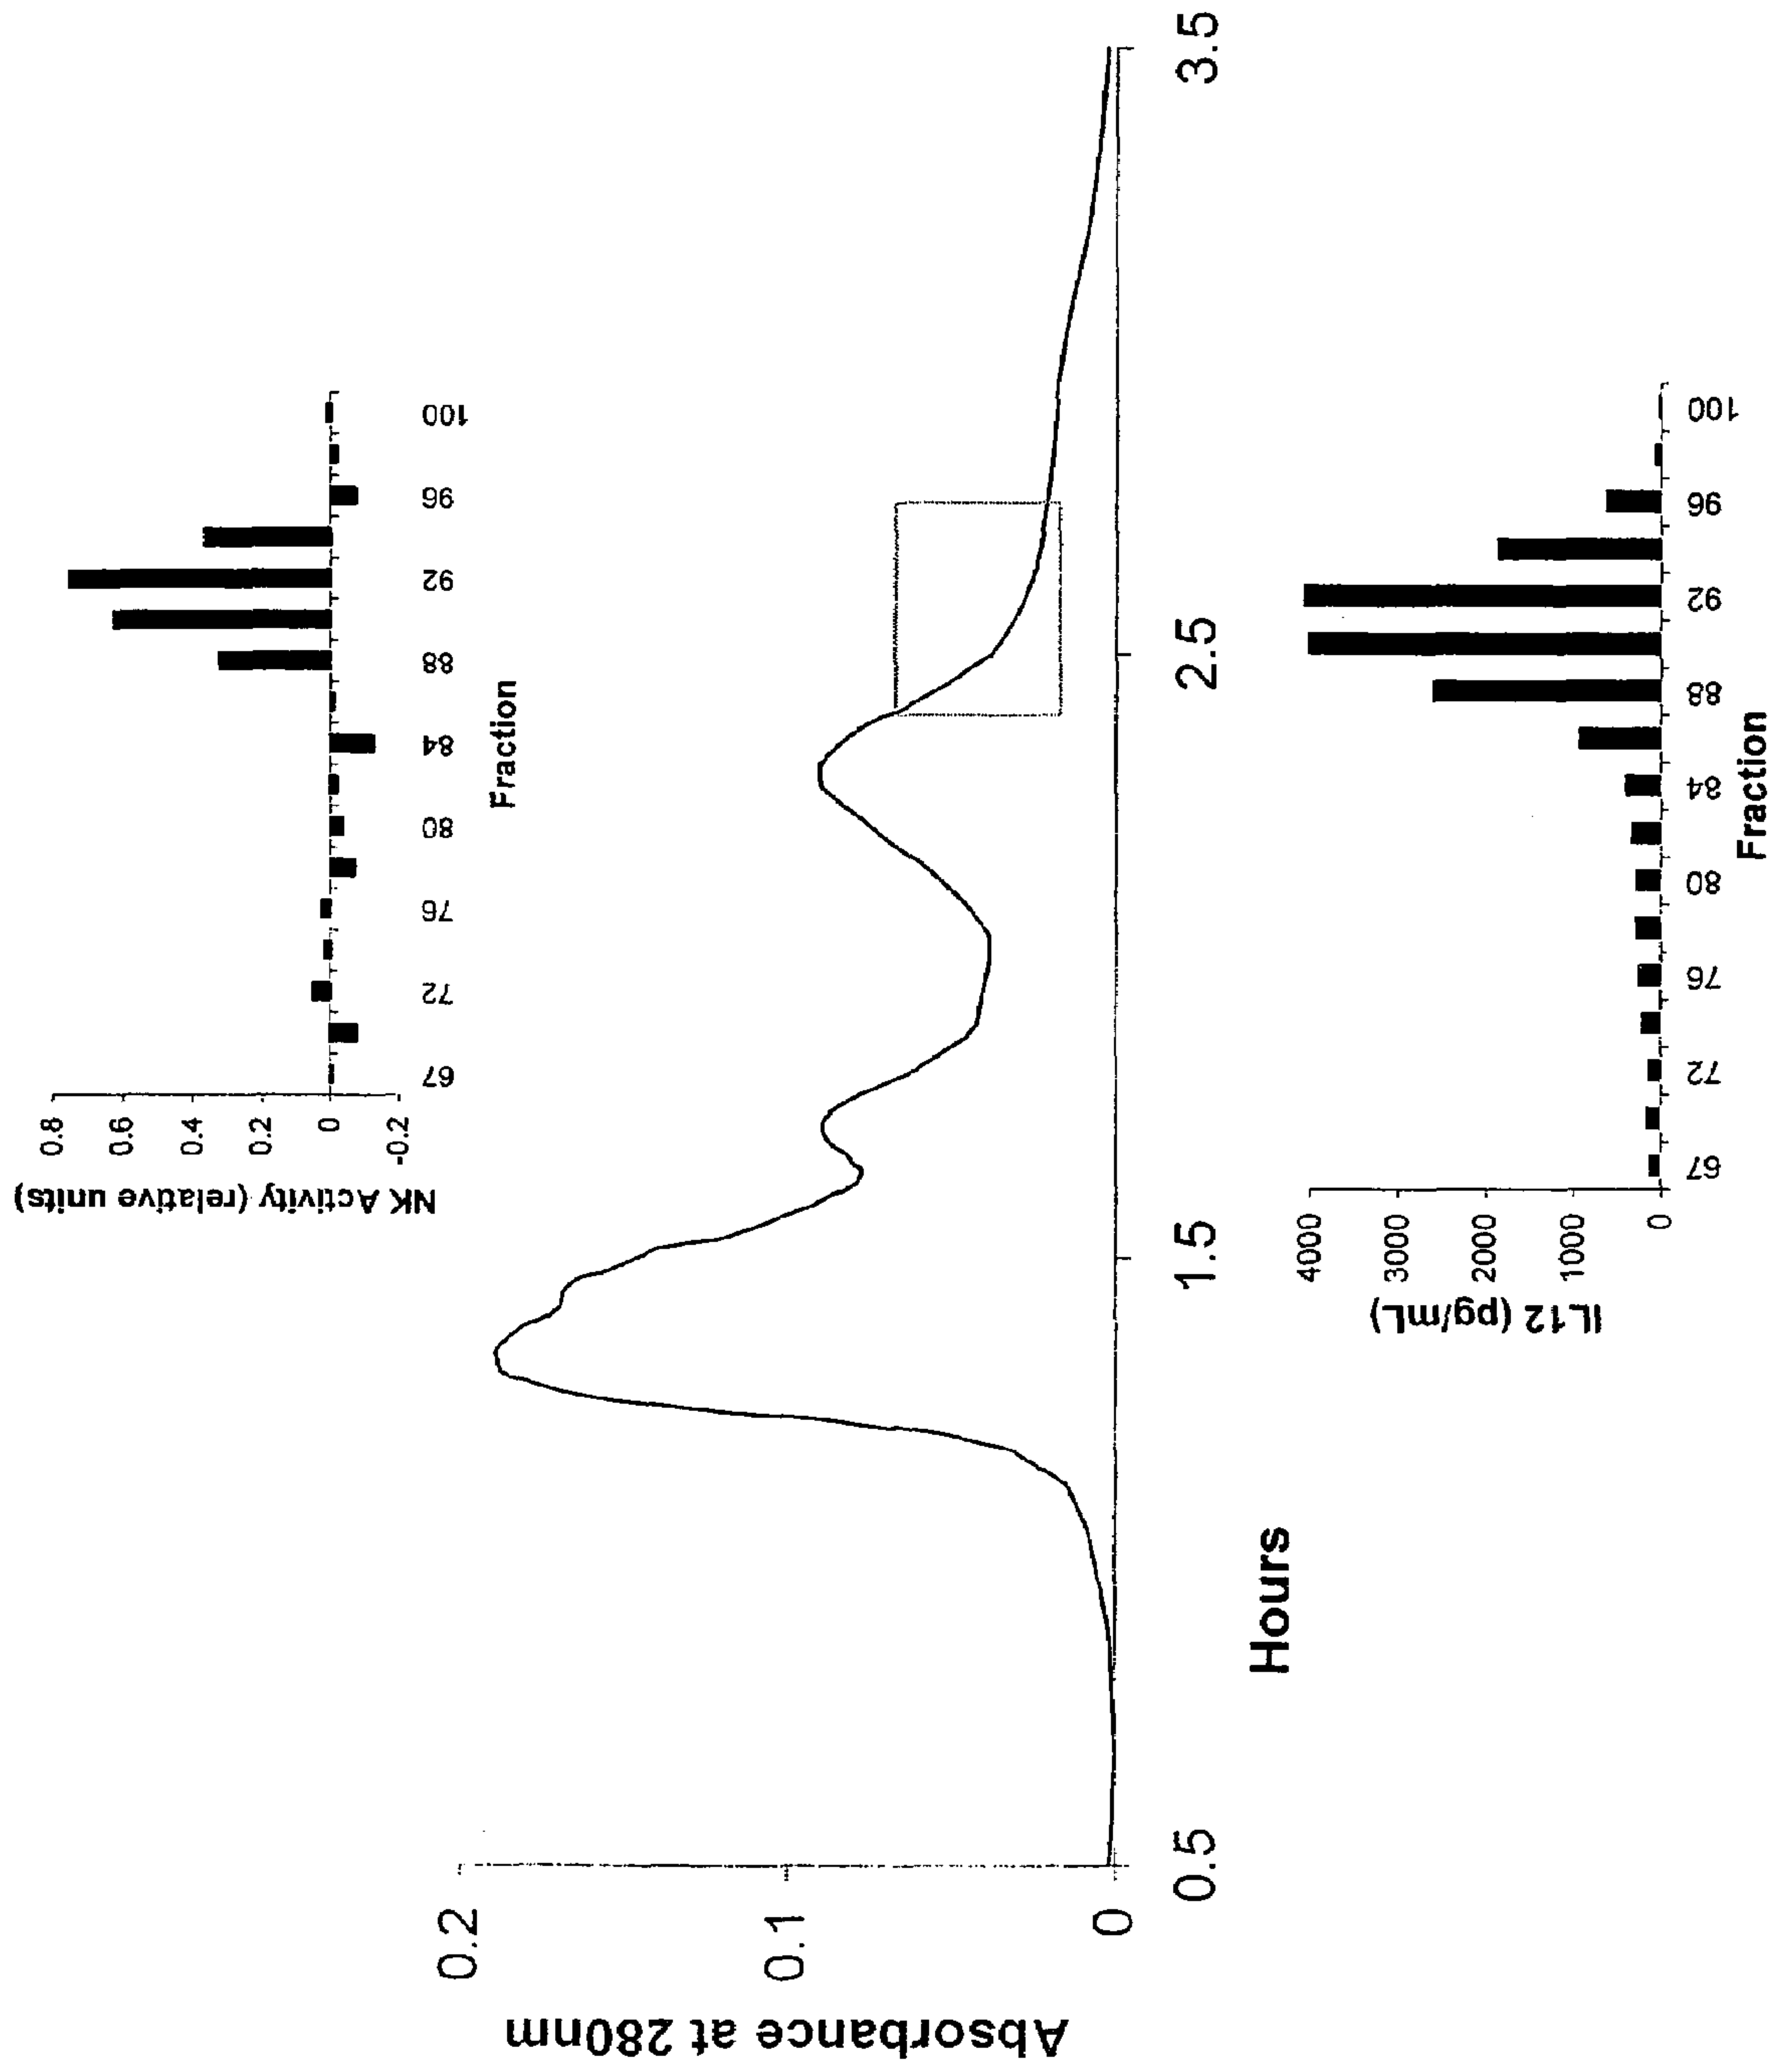 NK Activity (relative units)
0.8
0.6
0.4
0.2
0
-0.2
67 72 76 80 84 88 92 96 100
Fraction
Absorbance at 280nm
0.2
0.1
0
0.5 1.5 2.5 3.5
Hours
IL12 (pg/mL)
4000
3000
2000
1000
0
67 72 76 80 84 88 92 96 100
Fraction